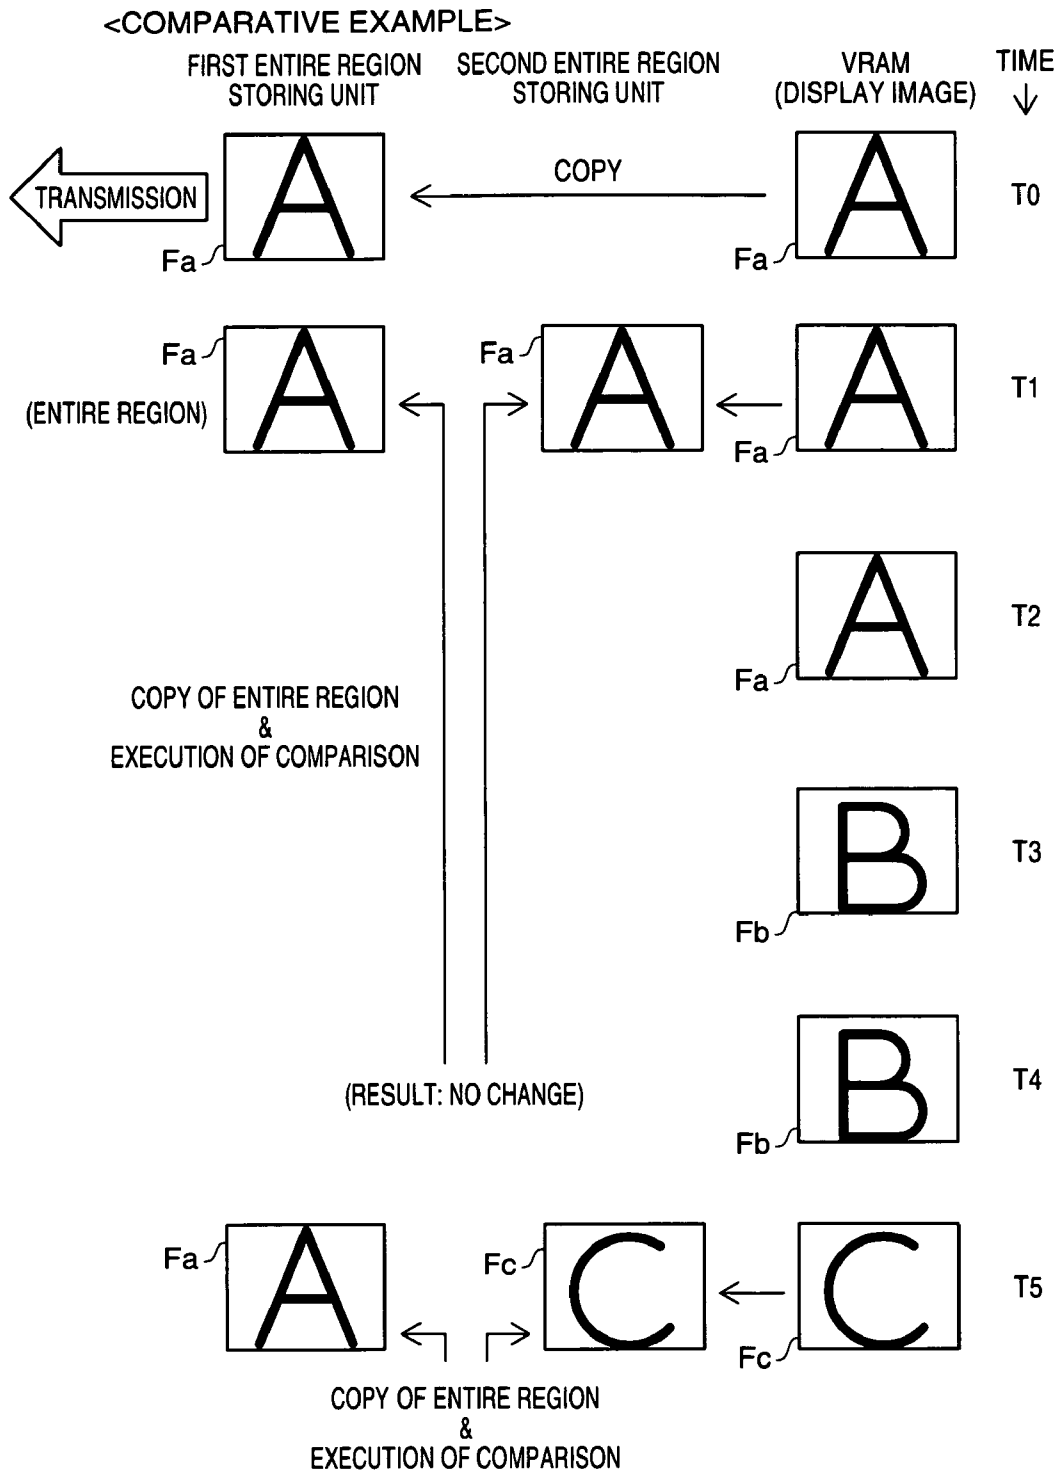 <COMPARATIVE EXAMPLE>
FIRST ENTIRE REGION STORING UNIT
SECOND ENTIRE REGION STORING UNIT
VRAM (DISPLAY IMAGE)
TIME
TRANSMISSION
A
Fa
COPY
A
Fa
T0
Fa
(ENTIRE REGION)
A
Fa
A
A
Fa
T1
A
Fa
T2
COPY OF ENTIRE REGION
&
EXECUTION OF COMPARISON
B
Fb
T3
B
Fb
T4
(RESULT: NO CHANGE)
Fa
A
Fc
C
C
Fc
T5
COPY OF ENTIRE REGION
&
EXECUTION OF COMPARISON